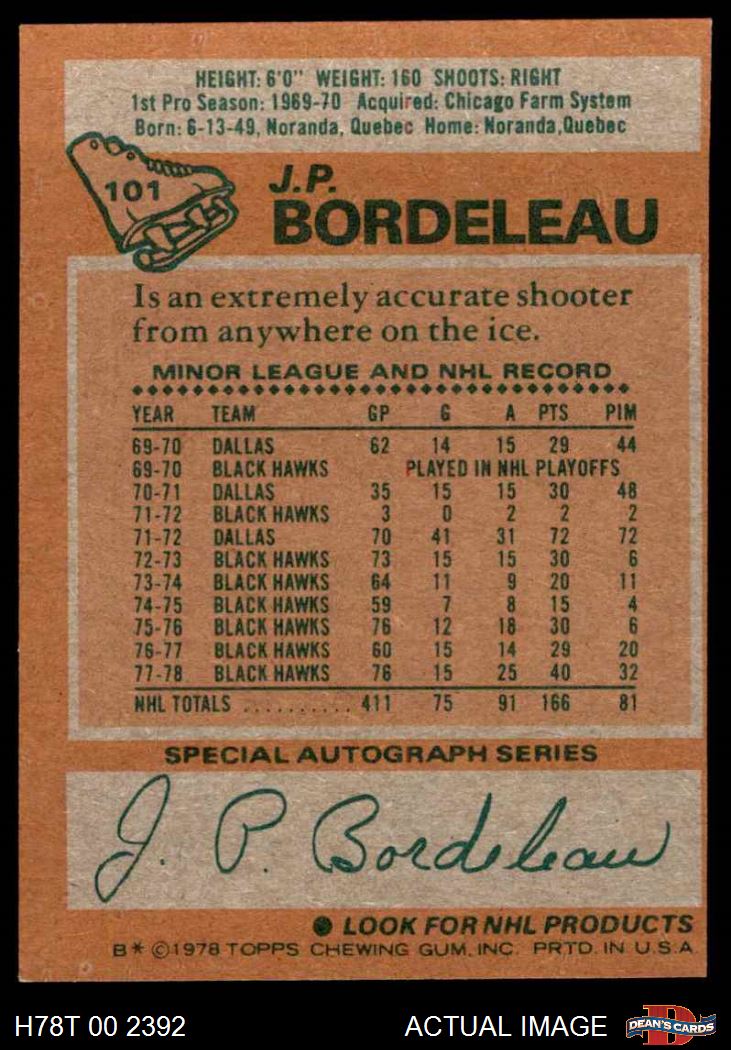 HEIGHT: 6'0" WEIGHT: 160 SHOOTS: RIGHT
1st Pro Season: 1969-70 Acquired: Chicago Farm System
Born: 6-13-49, Noranda, Quebec Home: Noranda, Quebec
101
J.P.
BORDELEAU
Is an extremely accurate shooter
from anywhere on the ice.
MINOR LEAGUE AND NHL RECORD
YEAR TEAM GP G A PTS PIM
69-70 DALLAS 62 14 15 29 44
69-70 BLACK HAWKS PLAYED IN NHL PLAYOFFS
70-71 DALLAS 35 15 15 30 48
71-72 BLACK HAWKS 3 0 2 2 2
71-72 DALLAS 70 41 31 72 72
72-73 BLACK HAWKS 73 15 15 30 6
73-74 BLACK HAWKS 64 11 9 20 11
74-75 BLACK HAWKS 59 7 8 15 4
75-76 BLACK HAWKS 76 12 18 30 6
76-77 BLACK HAWKS 60 15 14 29 20
77-78 BLACK HAWKS 76 15 25 40 32
NHL TOTALS .......... 411 75 91 166 81
SPECIAL AUTOGRAPH SERIES
J. P. Bordeleau
● LOOK FOR NHL PRODUCTS
B* ©1978 TOPPS CHEWING GUM, INC. PRTD. IN U.S.A.
H78T 00 2392 ACTUAL IMAGE DEAN'S CARDS